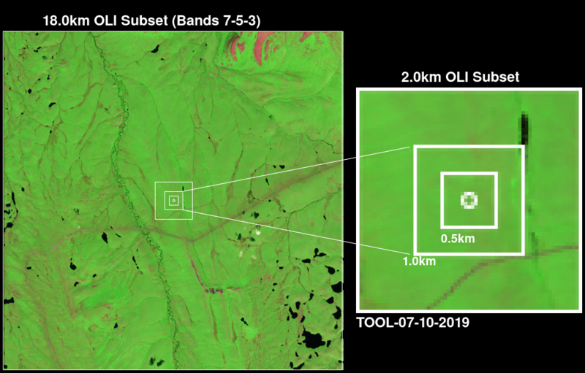 18.0km OLI Subset (Bands 7-5-3)
2.0km OLI Subset
0.5km
1.0km
TOOL-07-10-2019